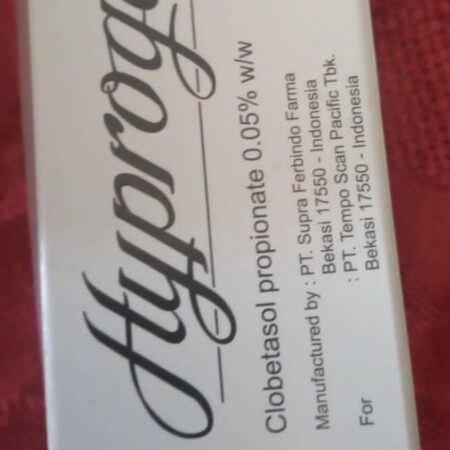 Clobetasol propionate 0.05% w/w
Manufactured by : PT. Supra Ferbindo Farma
Bekasi 17550 - Indonesia
For : PT. Tempo Scan Pacific Tbk.
Bekasi 17550 - Indonesia